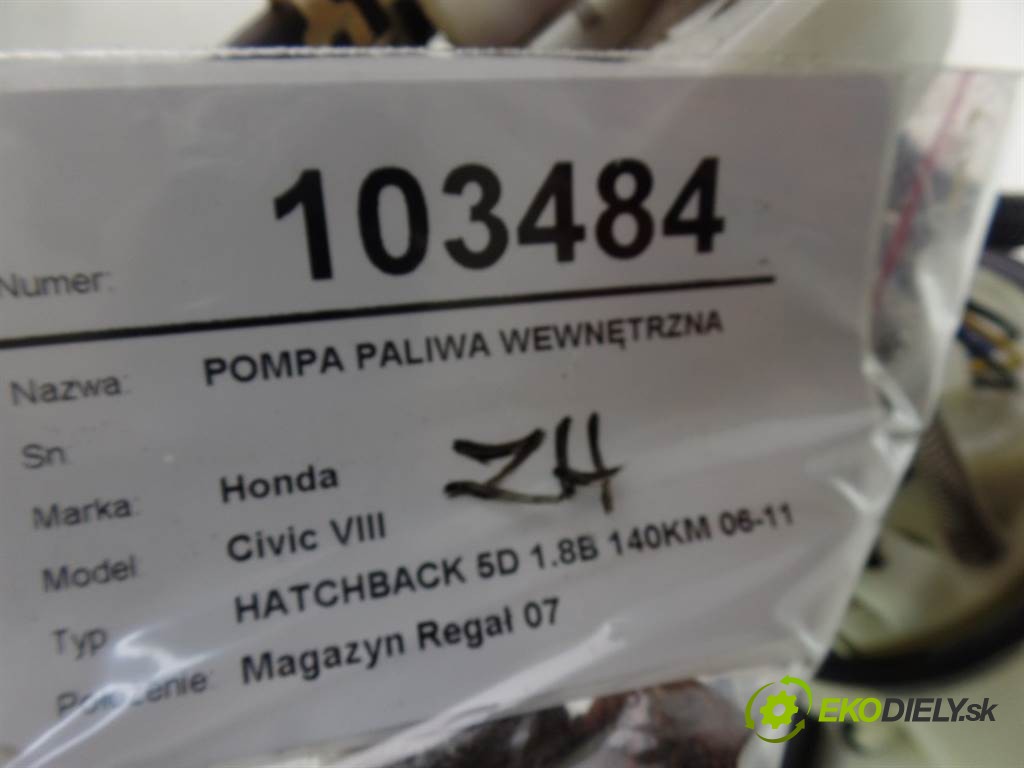 Numer: 103484
Nazwa: POMPA PALIWA WEWNĘTRZNA
Sn
Marka: Honda
ZH
Model Civic VIII
Typ HATCHBACK 5D 1.8B 140KM 06-11
Położenie: Magazyn Regał 07
EKODIELY.sk